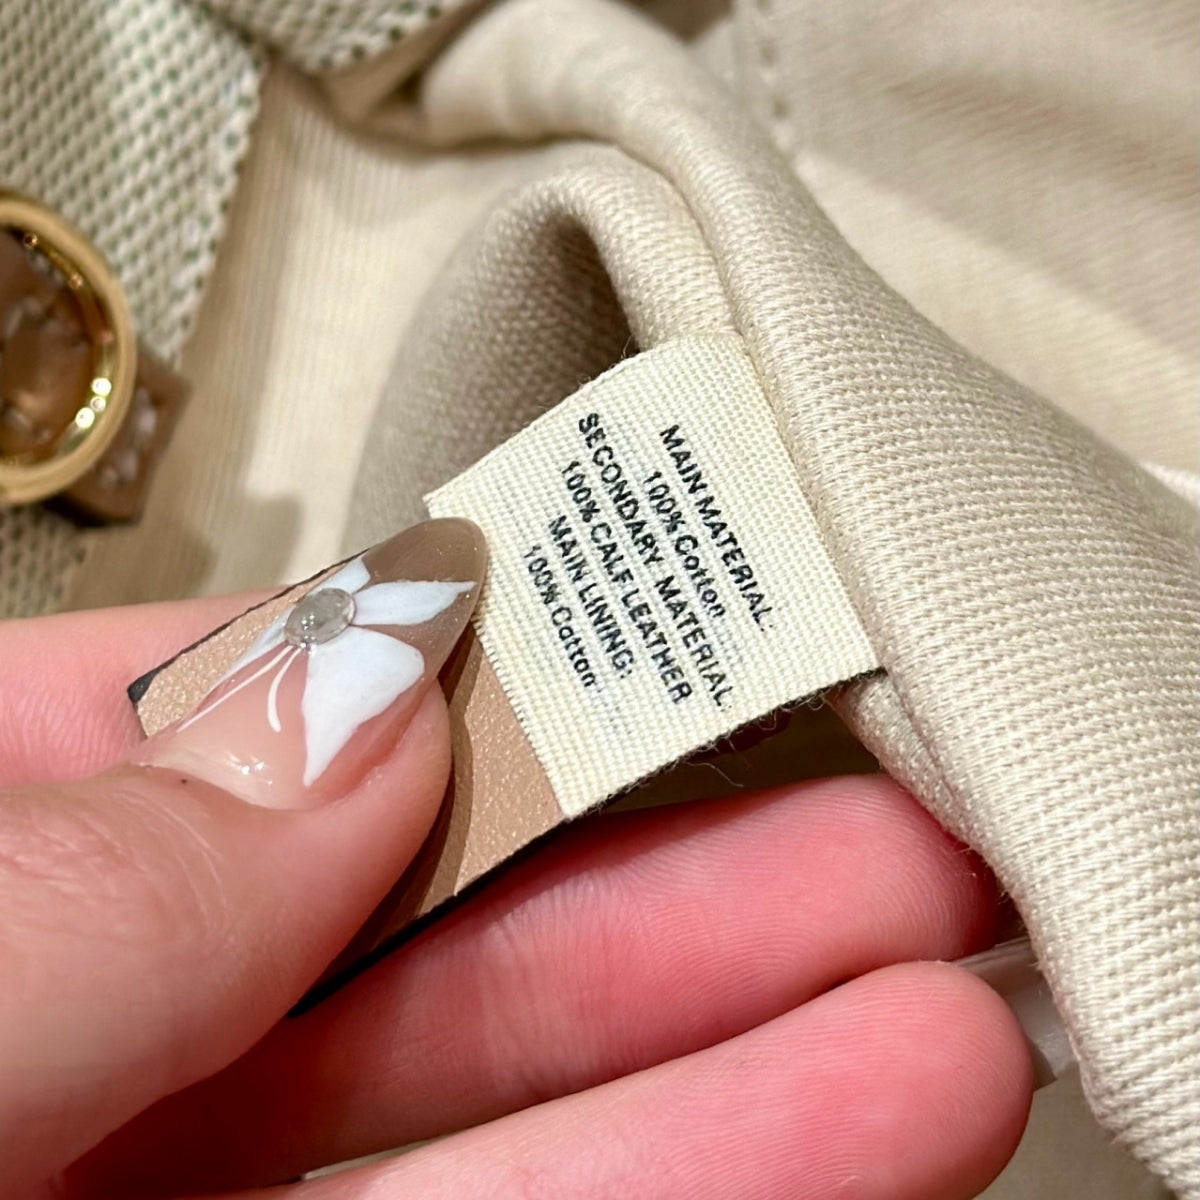 MAIN MATERIAL:
100% Cotton
SECONDARY MATERIAL:
100% CALF LEATHER
MAIN LINING:
100% Cotton